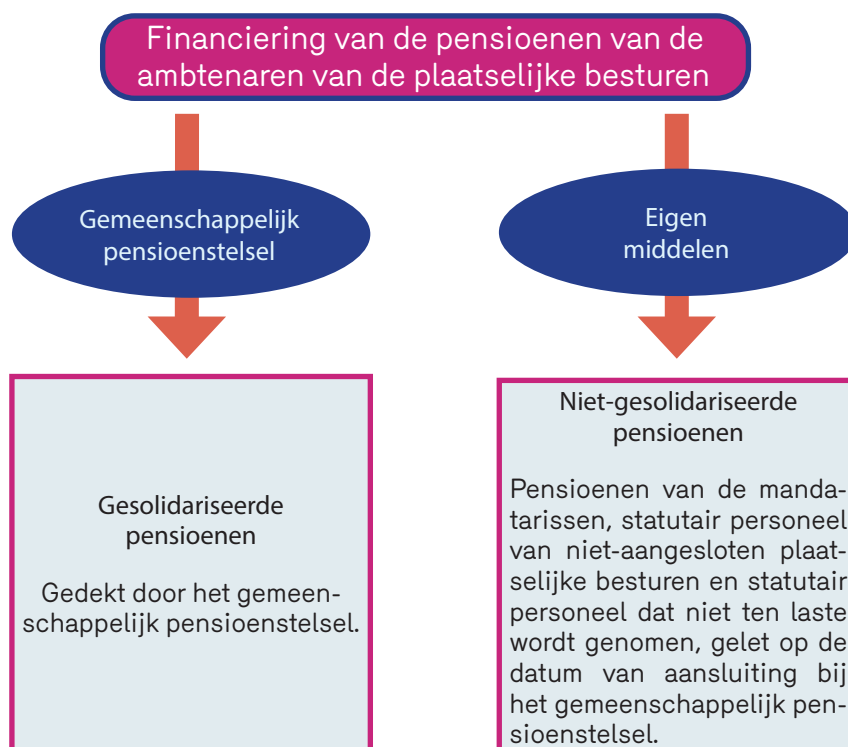 Financiering van de pensioenen van de
ambtenaren van de plaatselijke besturen
Gemeenschappelijk
pensioenstelsel
Eigen
middelen
Gesolidariseerde
pensioenen
Gedekt door het gemeen-
schappelijk pensioenstelsel.
Niet-gesolidariseerde
pensioenen
Pensioenen van de manda-
tarissen, statutair personeel
van niet-aangesloten plaat-
selijke besturen en statutair
personeel dat niet ten laste
wordt genomen, gelet op de
datum van aansluiting bij
het gemeenschappelijk pen-
sioenstelsel.